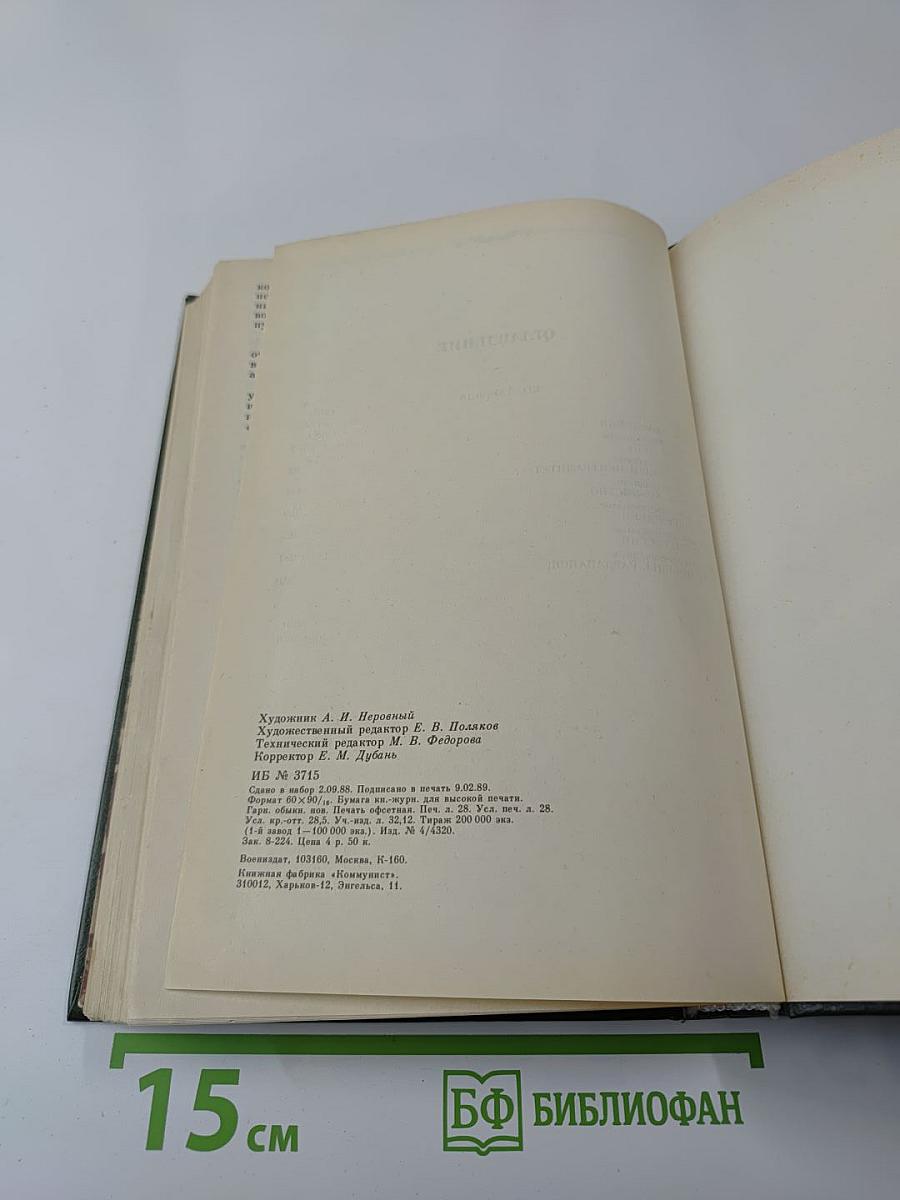 ОГЛАВЛЕНИЕ
Художник А. И. Неровный
Художественный редактор Е. В. Поляков
Технический редактор М. В. Федорова
Корректор Е. М. Дубань
ИБ № 3715
Сдано в набор 2.09.88. Подписано в печать 9.02.89.
Формат 60×90/16. Бумага кн.-журн. для высокой печати.
Гарн. обыкн. нов. Печать офсетная. Печ. л. 28. Усл. печ. л. 28.
Усл. кр.-отт. 28,5. Уч.-изд. л. 32,12. Тираж 200 000 экз.
(1-й завод 1—100 000 экз.). Изд. № 4/4320.
Зак. 8-224. Цена 4 р. 50 к.
Воениздат, 103160, Москва, К-160.
Книжная фабрика «Коммунист».
310012, Харьков-12, Энгельса, 11.
15 см
БФ БИБЛИОФАН